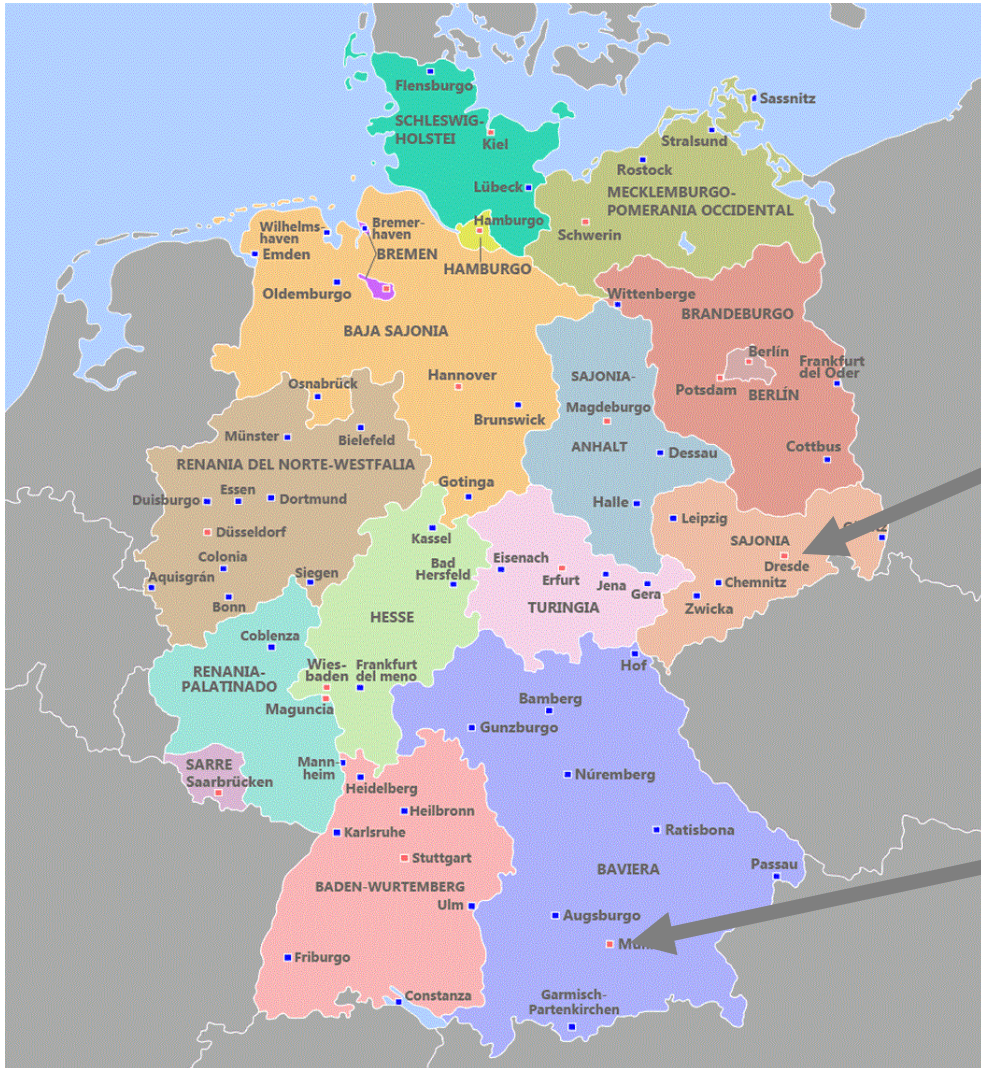 Flensburgo
SCHLESWIG-
HOLSTEI
Kiel
Lübeck
Sassnitz
Stralsund
Rostock
MECKLEMBURGO-
POMERANIA OCCIDENTAL
Schwerin
Hamburgo
HAMBURGO
Wilhelms-
haven
Bremer-
haven
Emden
BREMEN
Oldemburgo
BAJA SAJONIA
Wittenberge
BRANDEBURGO
Berlín
Frankfurt
del Oder
Potsdam
BERLÍN
Cottbus
Osnabrück
Hannover
Brunswick
SAJONIA-
Magdeburgo
ANHALT
Dessau
Halle
Münster
Bielefeld
RENANIA DEL NORTE-WESTFALIA
Gotinga
Duisburgo
Essen
Dortmund
Düsseldorf
Colonia
Aquisgrán
Siegen
Bonn
Kassel
Bad
Hersfeld
HESSE
Eisenach
Erfurt
Jena
Gera
TURINGIA
Leipzig
SAJONIA
Dresde
Chemnitz
Zwicka
Coblenza
RENANIA-
PALATINADO
Wies-
baden
Frankfurt
del meno
Maguncia
Hof
Bamberg
Gunzburgo
SARRE
Saarbrücken
Mann-
heim
Heidelberg
Heilbronn
Karlsruhe
Stuttgart
BADEN-WURTEMBERG
Ulm
Friburgo
Constanza
Núremberg
Ratisbona
BAVIERA
Passau
Augsburgo
Garmisch-
Partenkirchen